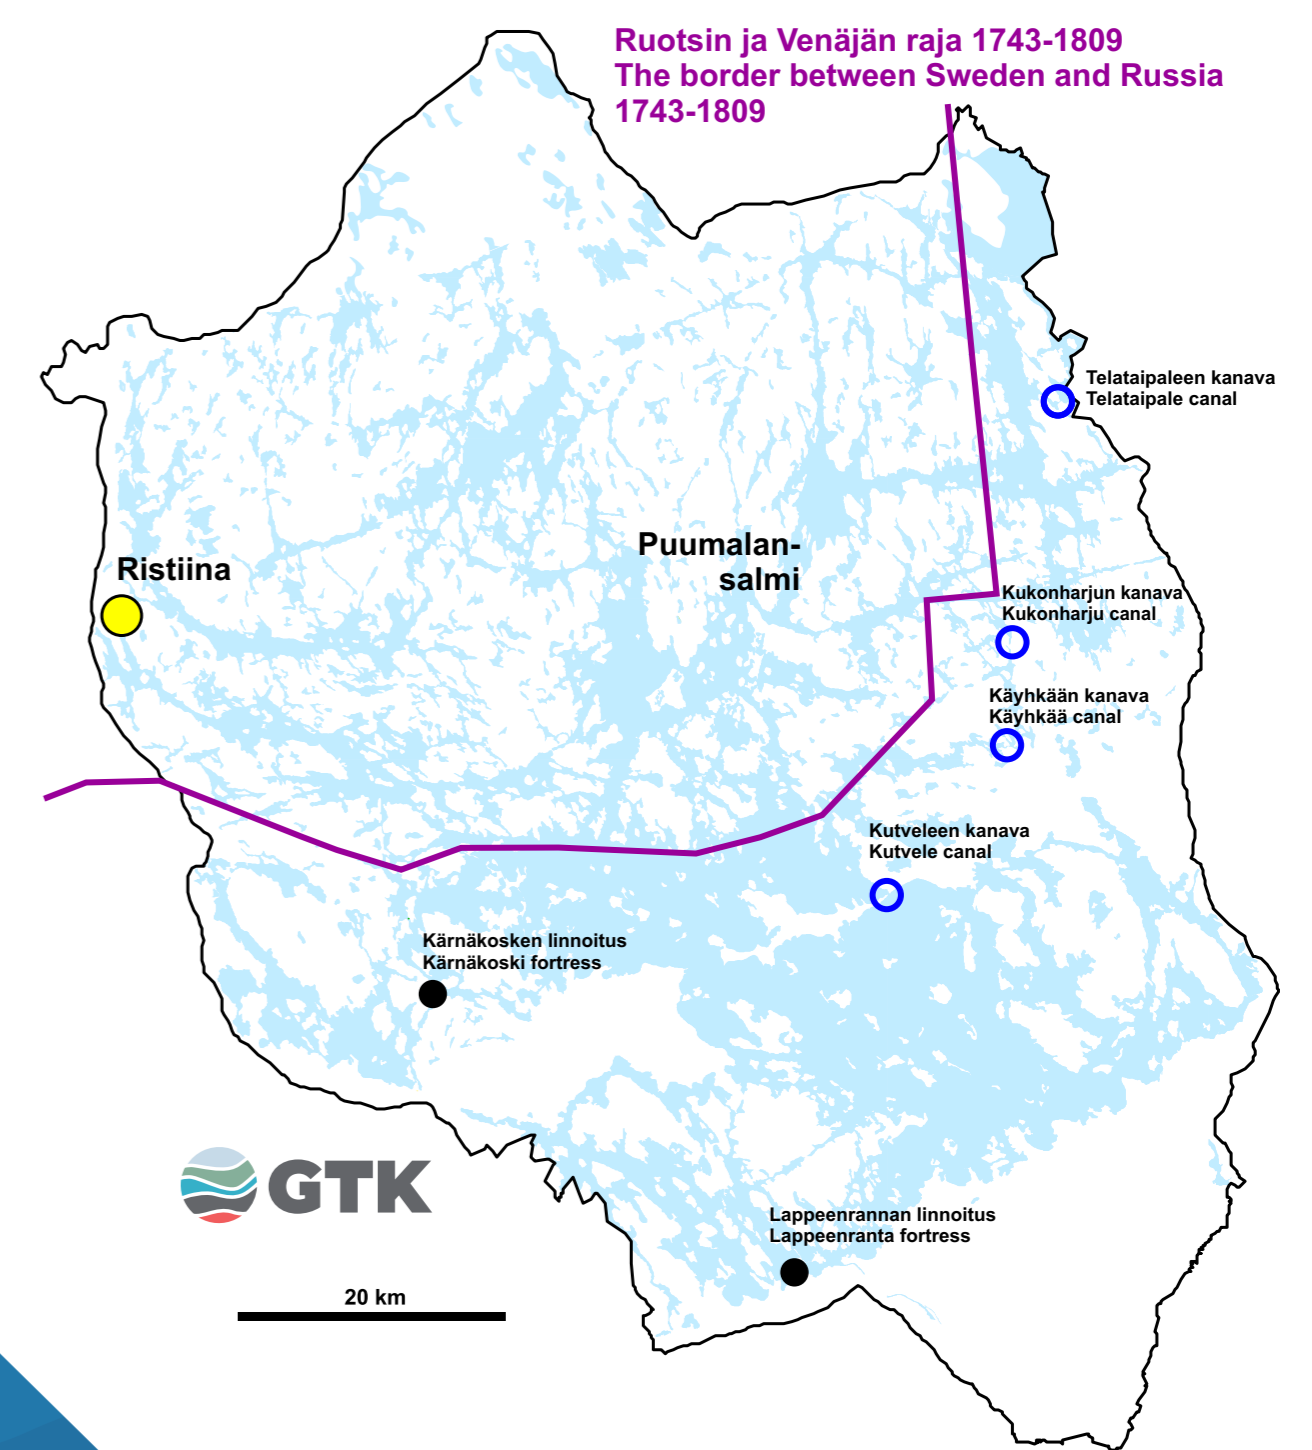 Ruotsin ja Venäjän raja 1743-1809
The border between Sweden and Russia
1743-1809
Telataipaleen kanava
Telataipale canal
Puumalan-
salmi
Ristiina
Kukonharjun kanava
Kukonharju canal
Käyhkään kanava
Käyhkää canal
Kutveleen kanava
Kutvele canal
Kärnäkosken linnoitus
Kärnäkoski fortress
GTK
Lappeenrannan linnoitus
Lappeenranta fortress
20 km